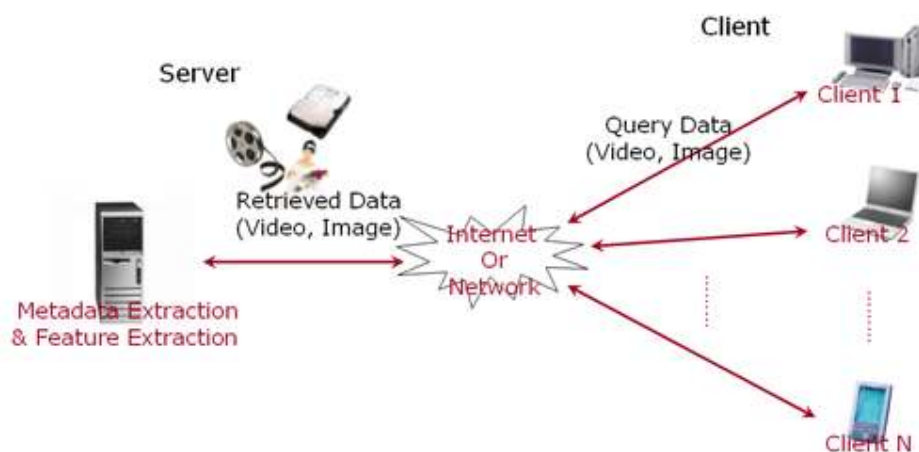 Client
Server
Client 1
Query Data
(Video, Image)
Retrieved Data
(Video, Image)
Internet
Or
Network
Client 2
Metadata Extraction
& Feature Extraction
Client N